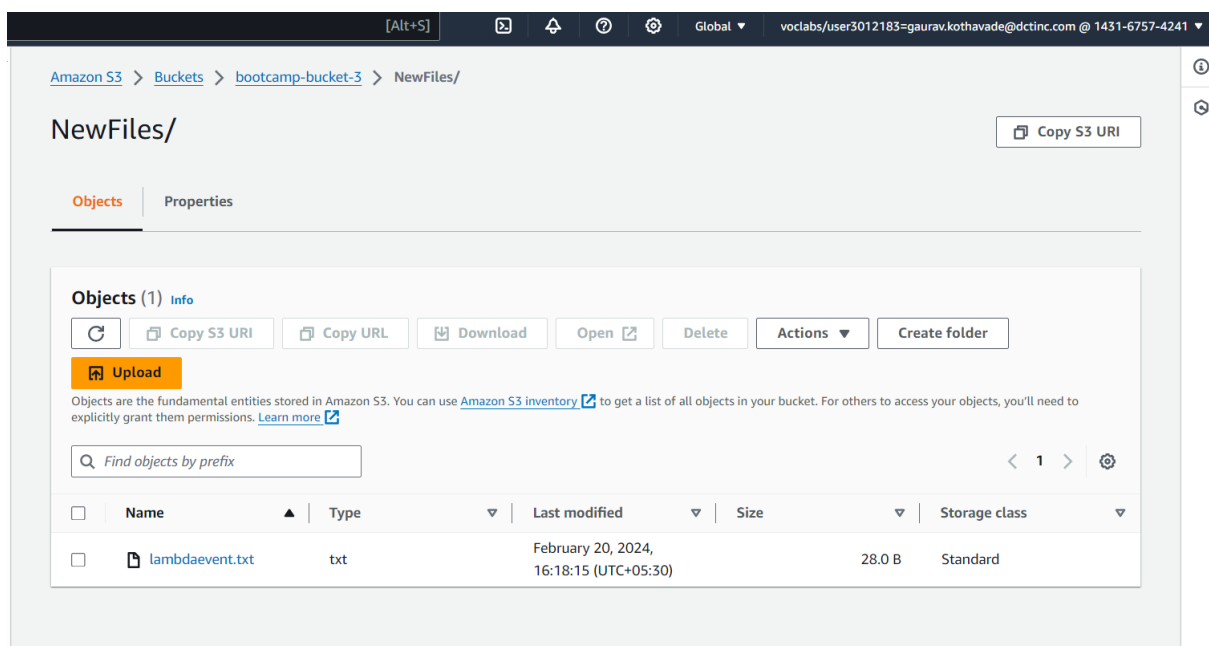 [Alt+S] Global voclabs/user3012183=gaurav.kothavade@dctinc.com @ 1431-6757-4241
Amazon S3 > Buckets > bootcamp-bucket-3 > NewFiles/
NewFiles/
Copy S3 URI
Objects Properties
Objects (1) Info
Copy S3 URI Copy URL Download Open Delete Actions Create folder
Upload
Objects are the fundamental entities stored in Amazon S3. You can use Amazon S3 inventory to get a list of all objects in your bucket. For others to access your objects, you'll need to
explicitly grant them permissions. Learn more
Find objects by prefix
1
Name Type Last modified Size Storage class
lambdaevent.txt txt February 20, 2024, 16:18:15 (UTC+05:30) 28.0 B Standard